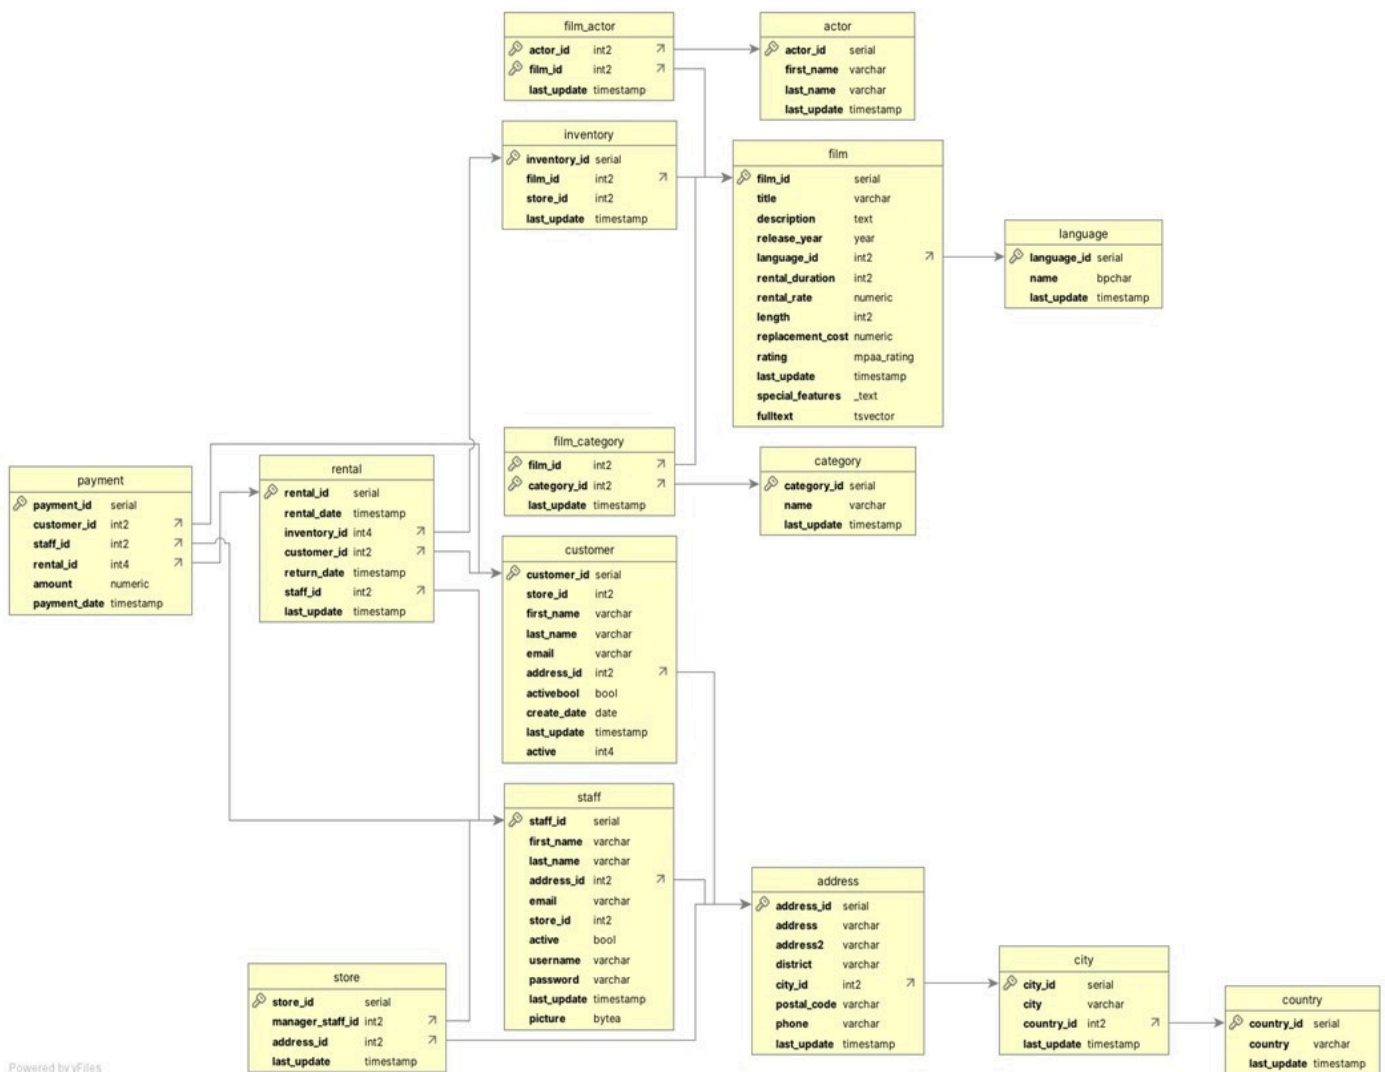 film_actor
actor_id int2
film_id int2
last_update timestamp
actor
actor_id serial
first_name varchar
last_name varchar
last_update timestamp
inventory
inventory_id serial
film_id int2
store_id int2
last_update timestamp
film
film_id serial
title varchar
description text
release_year year
language_id int2
rental_duration int2
rental_rate numeric
length int2
replacement_cost numeric
rating mpaa_rating
last_update timestamp
special_features _text
fulltext tsvector
language
language_id serial
name bpchar
last_update timestamp
film_category
film_id int2
category_id int2
last_update timestamp
category
category_id serial
name varchar
last_update timestamp
payment
payment_id serial
customer_id int2
staff_id int2
rental_id int4
amount numeric
payment_date timestamp
rental
rental_id serial
rental_date timestamp
inventory_id int4
customer_id int2
return_date timestamp
staff_id int2
last_update timestamp
customer
customer_id serial
store_id int2
first_name varchar
last_name varchar
email varchar
address_id int2
activebool bool
create_date date
last_update timestamp
active int4
staff
staff_id serial
first_name varchar
last_name varchar
address_id int2
email varchar
store_id int2
active bool
username varchar
password varchar
last_update timestamp
picture bytea
address
address_id serial
address varchar
address2 varchar
district varchar
city_id int2
postal_code varchar
phone varchar
last_update timestamp
store
store_id serial
manager_staff_id int2
address_id int2
last_update timestamp
city
city_id serial
city varchar
country_id int2
last_update timestamp
country
country_id serial
country varchar
last_update timestamp
Powered by yFiles